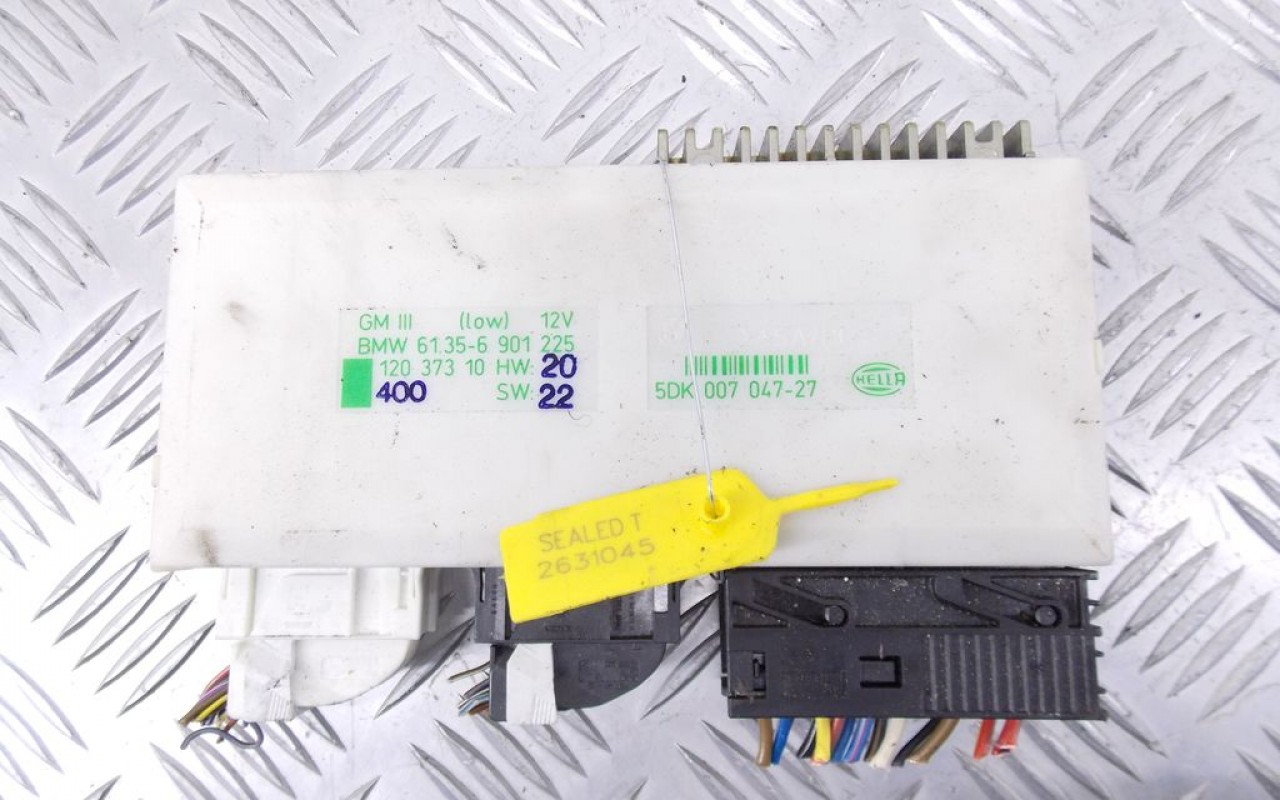 GM III (low) 12V
BMW 61.35-6 901 225
120 373 10 HW: 20
400 SW: 22
5DK 007 047-27
HELLA
SEALED T
2631045